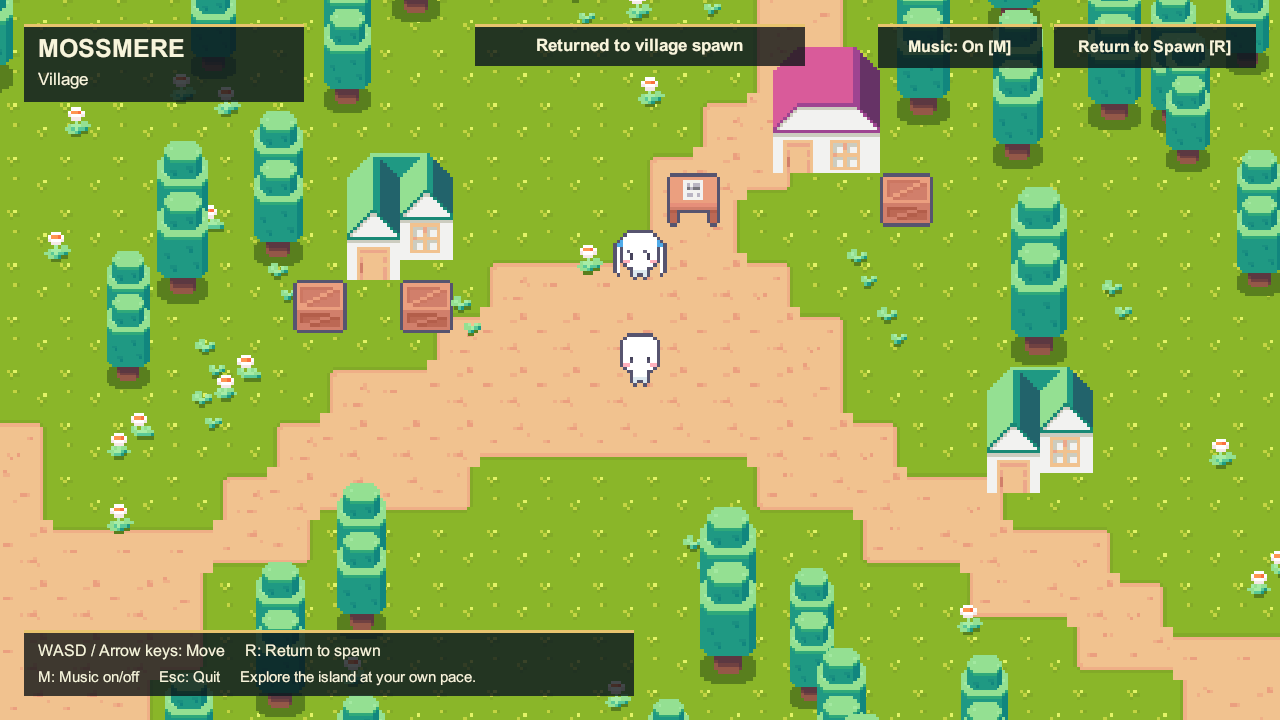 MOSSMERE
Village
Returned to village spawn
Music: On [M]
Return to Spawn [R]
WASD / Arrow keys: Move R: Return to spawn
M: Music on/off Esc: Quit Explore the island at your own pace.